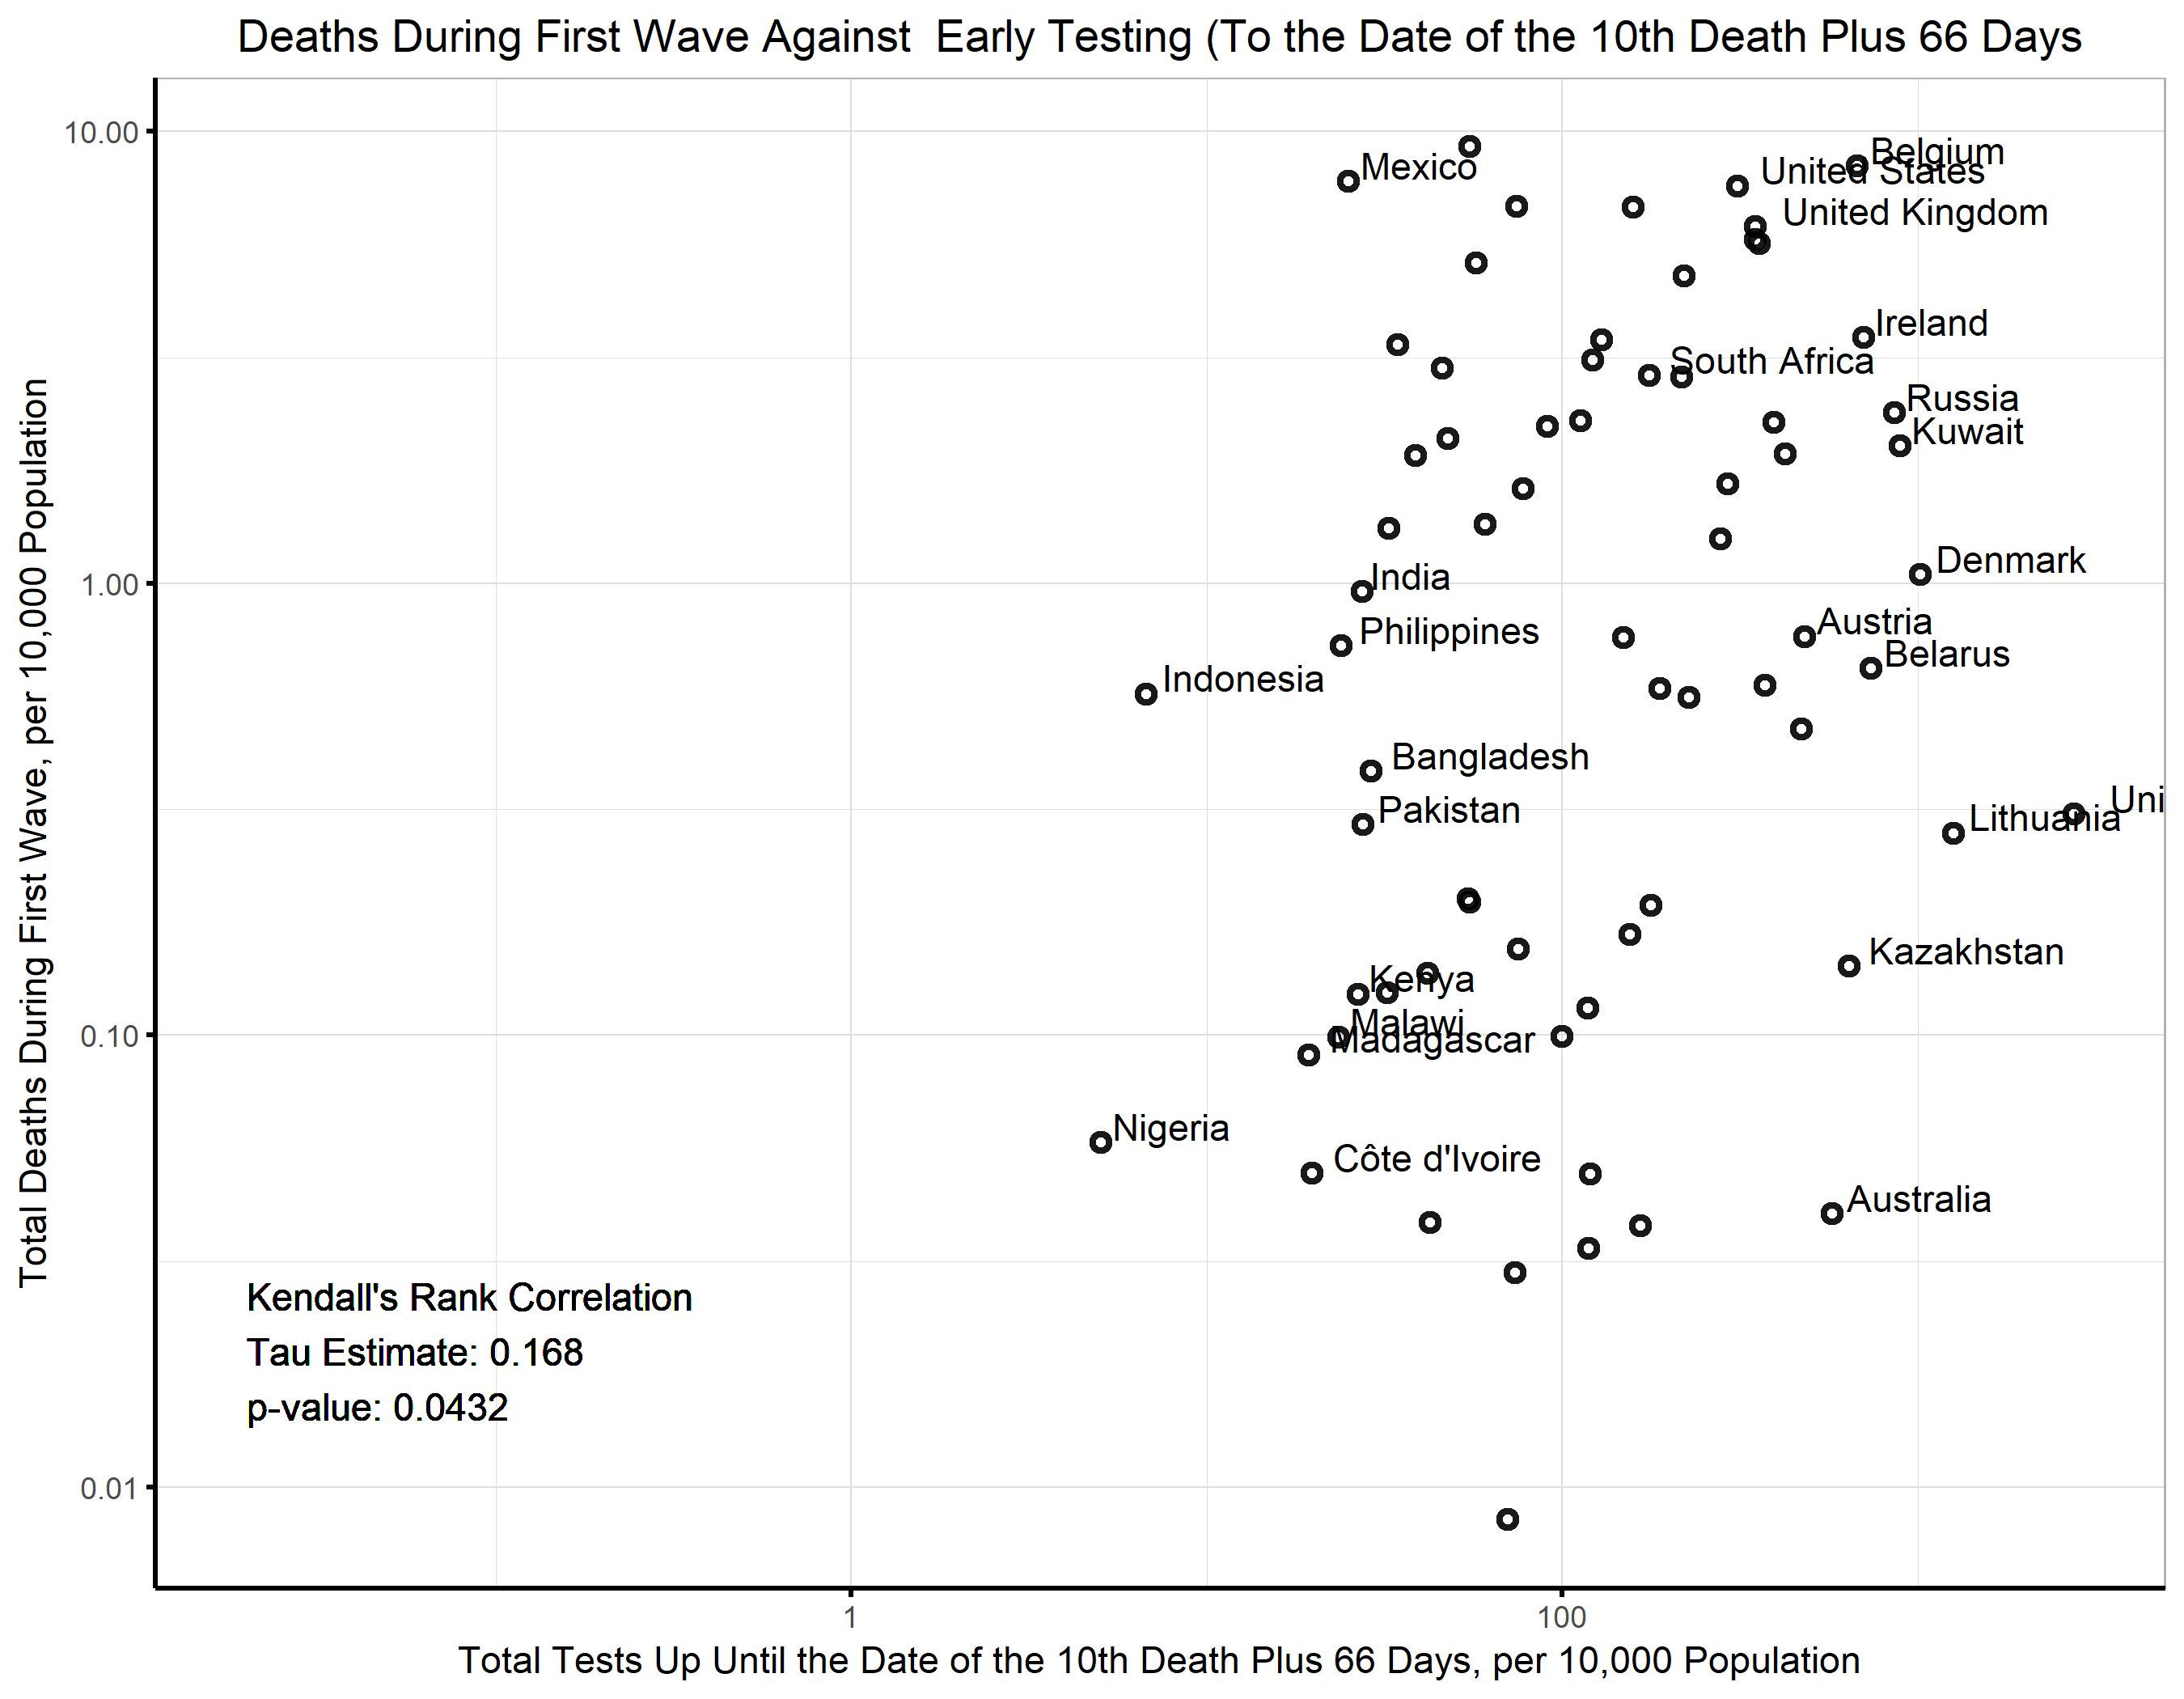 Deaths During First Wave Against  Early Testing (To the Date of the 10th Death Plus 66 Days
Total Deaths During First Wave, per 10,000 Population
10.00
1.00
0.10
0.01
Belgium
Mexico
United States
United Kingdom
Ireland
South Africa
Russia
Kuwait
Denmark
India
Austria
Philippines
Belarus
Indonesia
Bangladesh
Uni
Pakistan
Lithuania
Kazakhstan
Kenya
Malawi
Madagascar
Nigeria
Côte d'Ivoire
Australia
Kendall's Rank Correlation
Tau Estimate: 0.168
p-value: 0.0432
1
100
Total Tests Up Until the Date of the 10th Death Plus 66 Days, per 10,000 Population